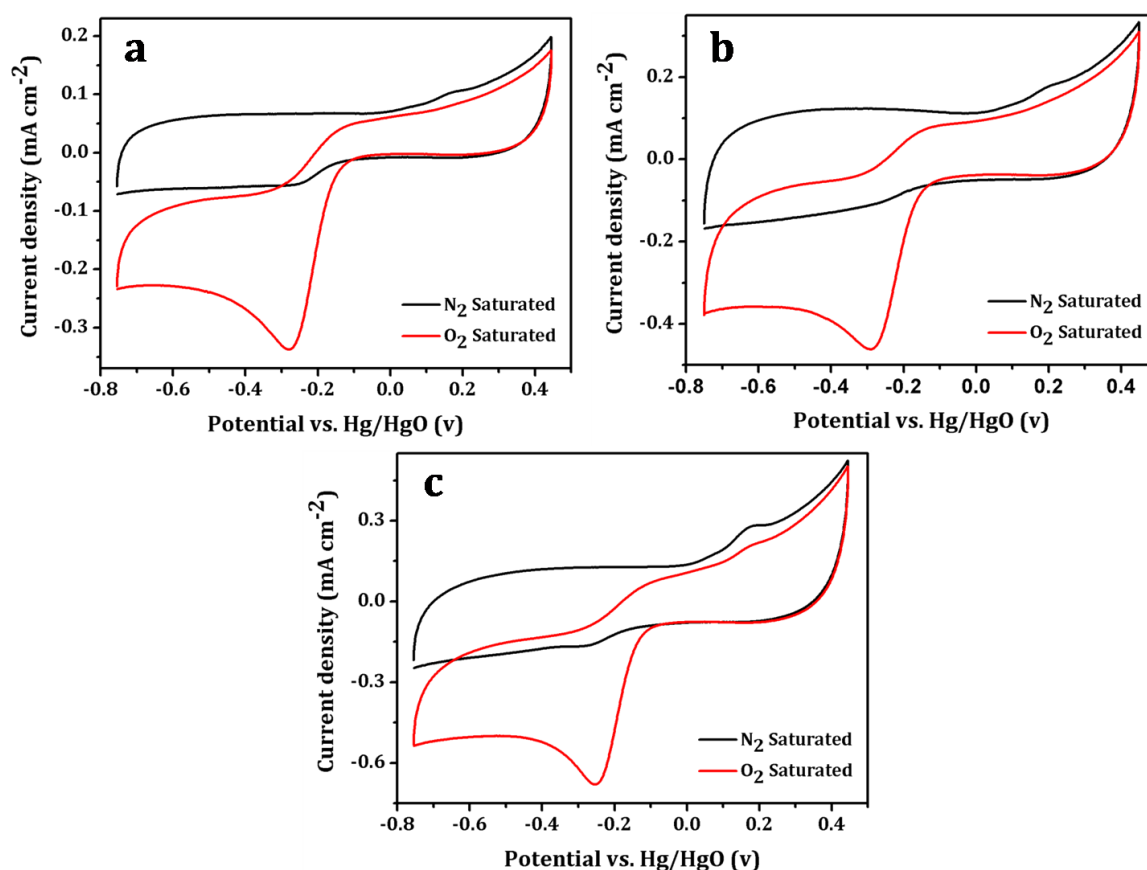 a
Current density (mA cm-2)
0.2
0.1
0.0
-0.1
-0.2
-0.3
N2 Saturated
O2 Saturated
-0.8 -0.6 -0.4 -0.2 0.0 0.2 0.4
Potential vs. Hg/HgO (v)
b
Current density (mA cm-2)
0.2
0.0
-0.2
-0.4
N2 Saturated
O2 Saturated
-0.8 -0.6 -0.4 -0.2 0.0 0.2 0.4
Potential vs. Hg/HgO (v)
c
Current density (mA cm-2)
0.3
0.0
-0.3
-0.6
N2 Saturated
O2 Saturated
-0.8 -0.6 -0.4 -0.2 0.0 0.2 0.4
Potential vs. Hg/HgO (v)